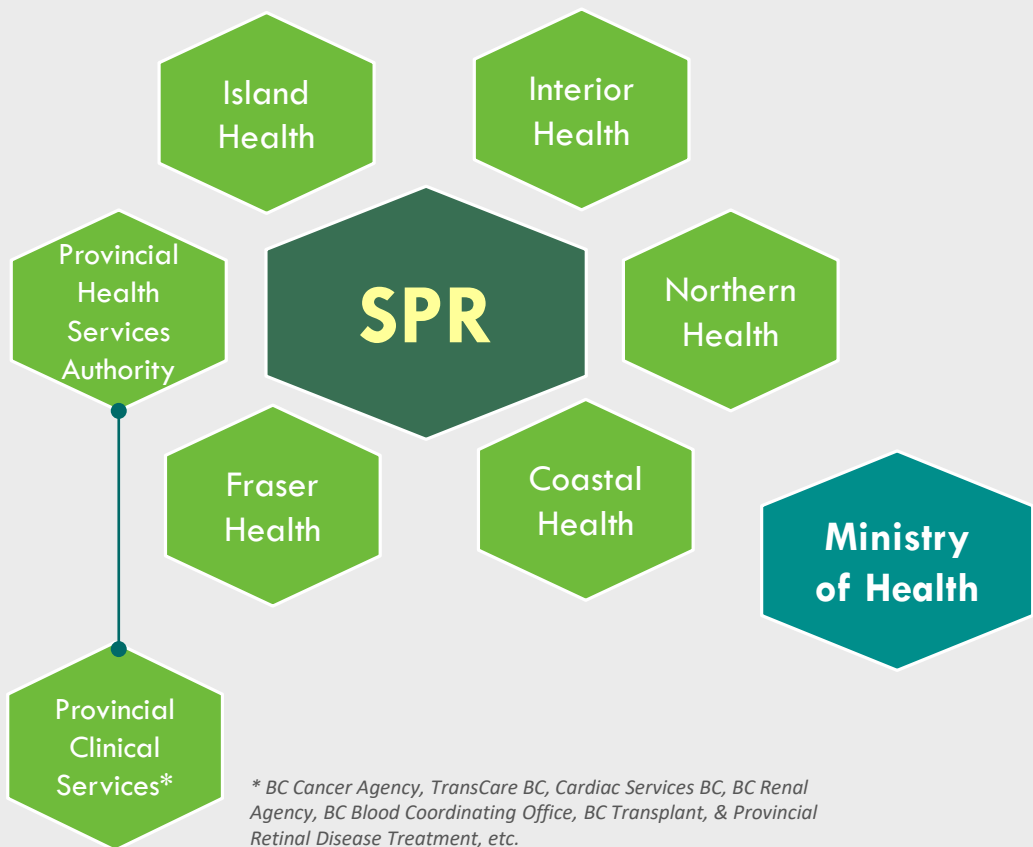 Island
Health
Interior
Health
Provincial
Health
Services
Authority
SPR
Northern
Health
Fraser
Health
Coastal
Health
Ministry
of Health
Provincial
Clinical
Services*
* BC Cancer Agency, TransCare BC, Cardiac Services BC, BC Renal
Agency, BC Blood Coordinating Office, BC Transplant, & Provincial
Retinal Disease Treatment, etc.